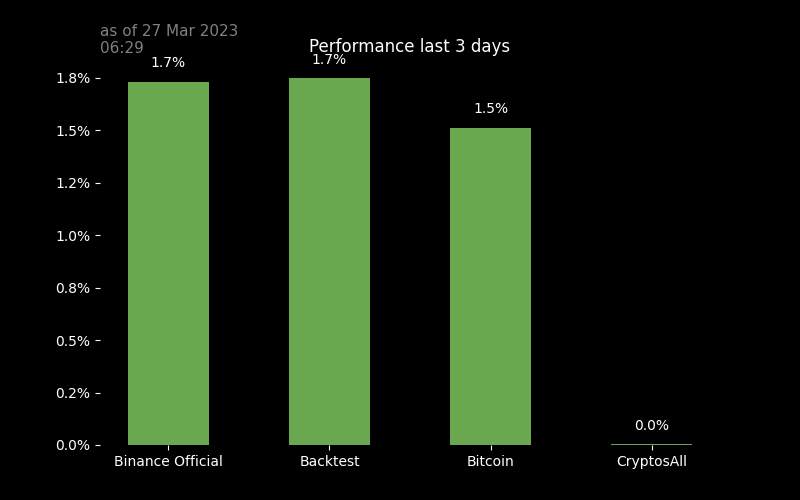 as of 27 Mar 2023
06:29
Performance last 3 days
1.7%
1.7%
1.5%
0.0%
1.8%
1.5%
1.2%
1.0%
0.8%
0.5%
0.2%
0.0%
Binance Official
Backtest
Bitcoin
CryptosAll